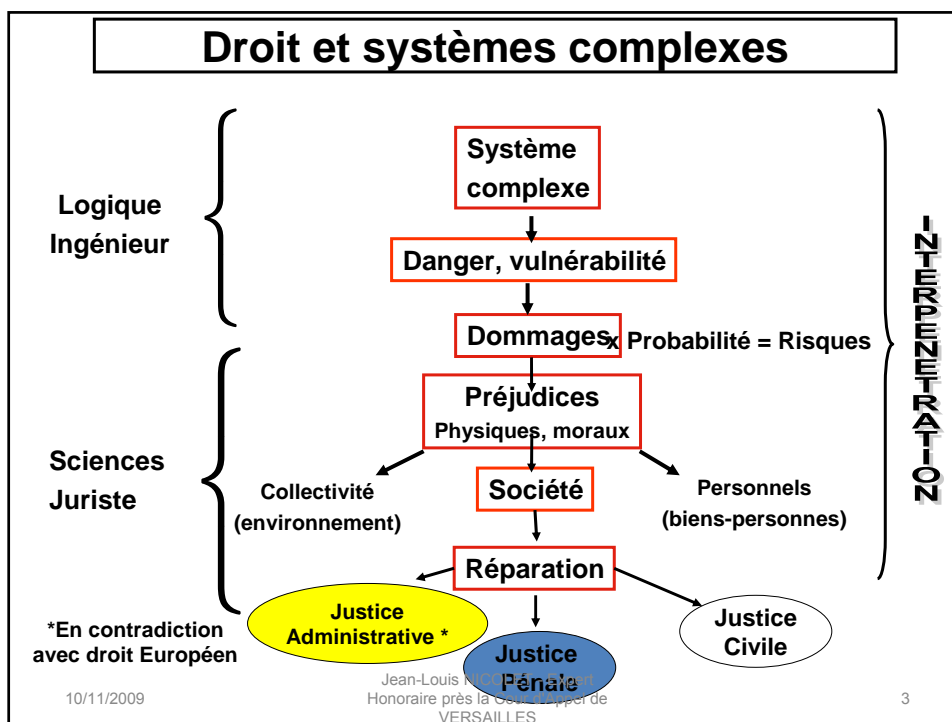 Droit et systèmes complexes
Système
complexe
Logique
Ingénieur
Danger, vulnérabilité
Dommages x Probabilité = Risques
INTERPENETRATION
Préjudices
Physiques, moraux
Sciences
Juriste
Collectivité
(environnement)
Société
Personnels
(biens-personnes)
Réparation
Justice
Administrative *
Justice
Pénale
Justice
Civile
*En contradiction
avec droit Européen
10/11/2009
Jean-Louis NICOLET - Expert
Honoraire près la Cour d'Appel de
VERSAILLES
3